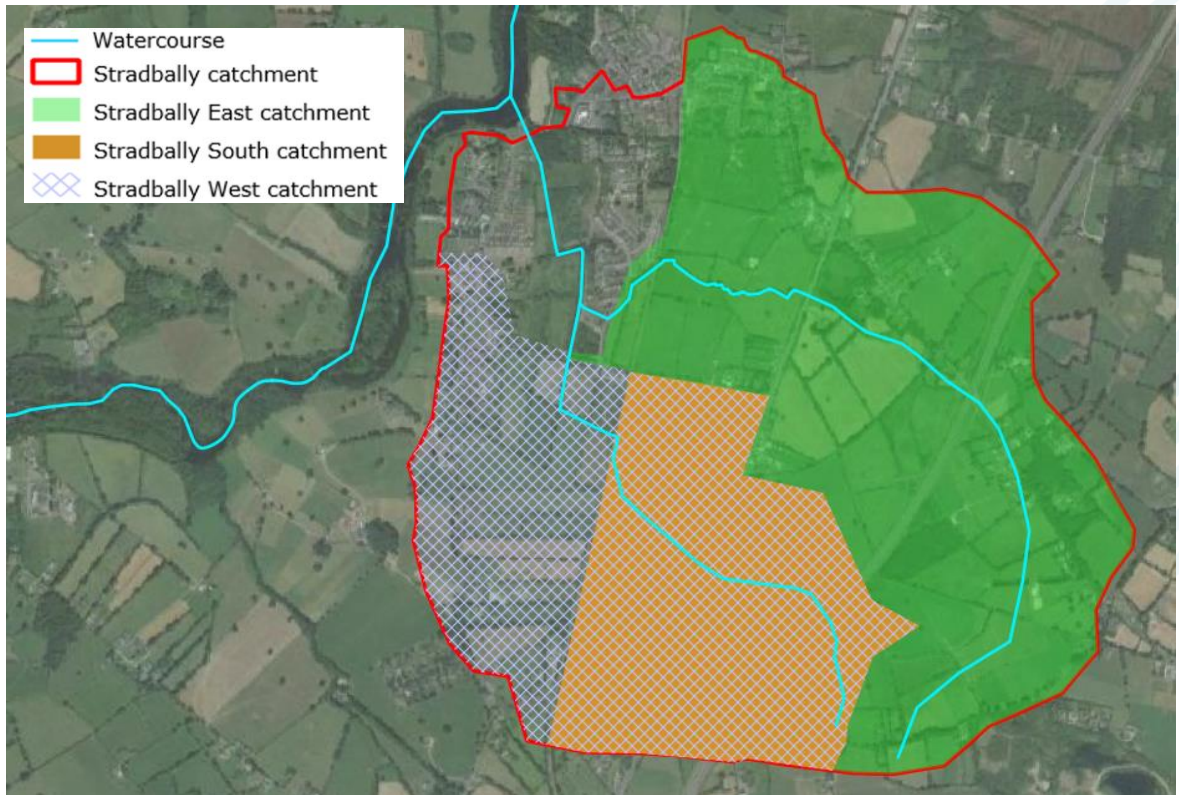 Watercourse
Stradbally catchment
Stradbally East catchment
Stradbally South catchment
Stradbally West catchment